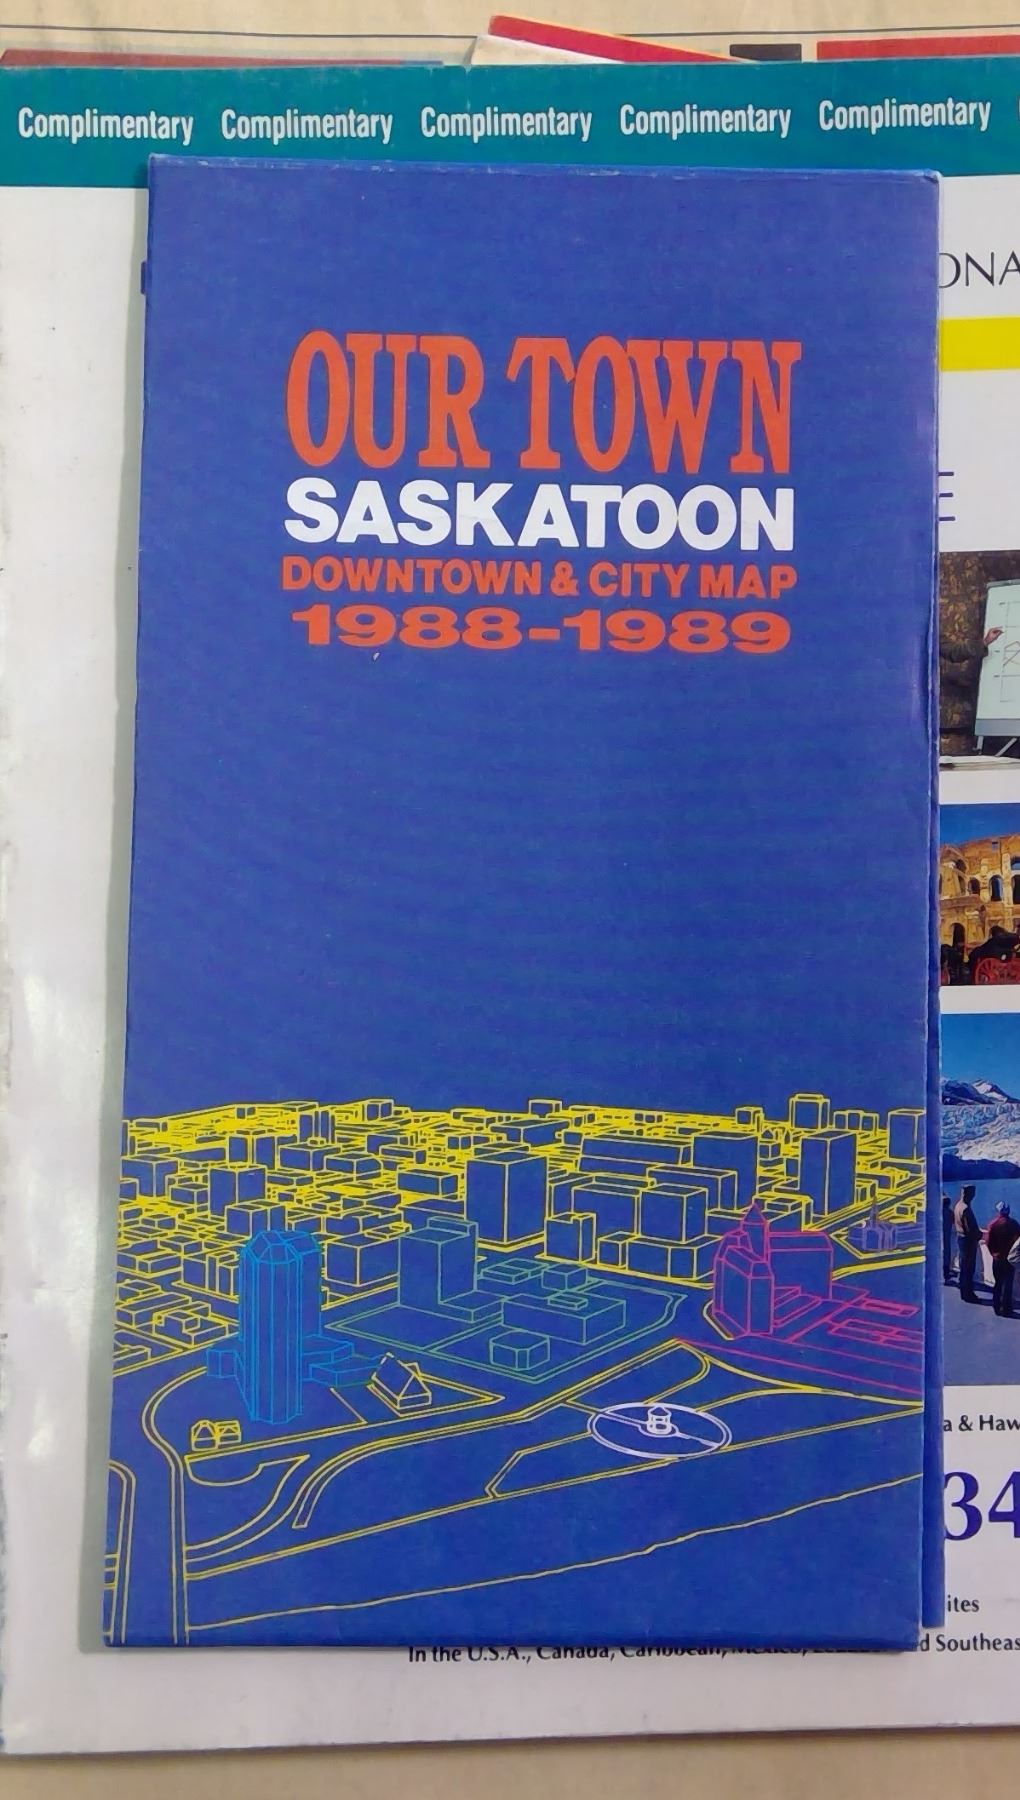 Complimentary Complimentary Complimentary Complimentary Complimentary
OUR TOWN
SASKATOON
DOWNTOWN & CITY MAP
1988-1989
ONA
E
a & Haw
34
ites
In the U.S.A., Canada, Caribbean, Mexico, d Southeas